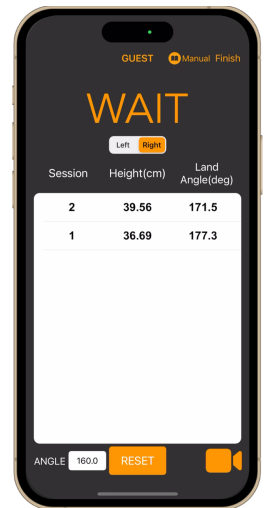 GUEST Manual Finish
WAIT
Left Right
Session Height(cm) Land Angle(deg)
2 39.56 171.5
1 36.69 177.3
ANGLE 160.0 RESET